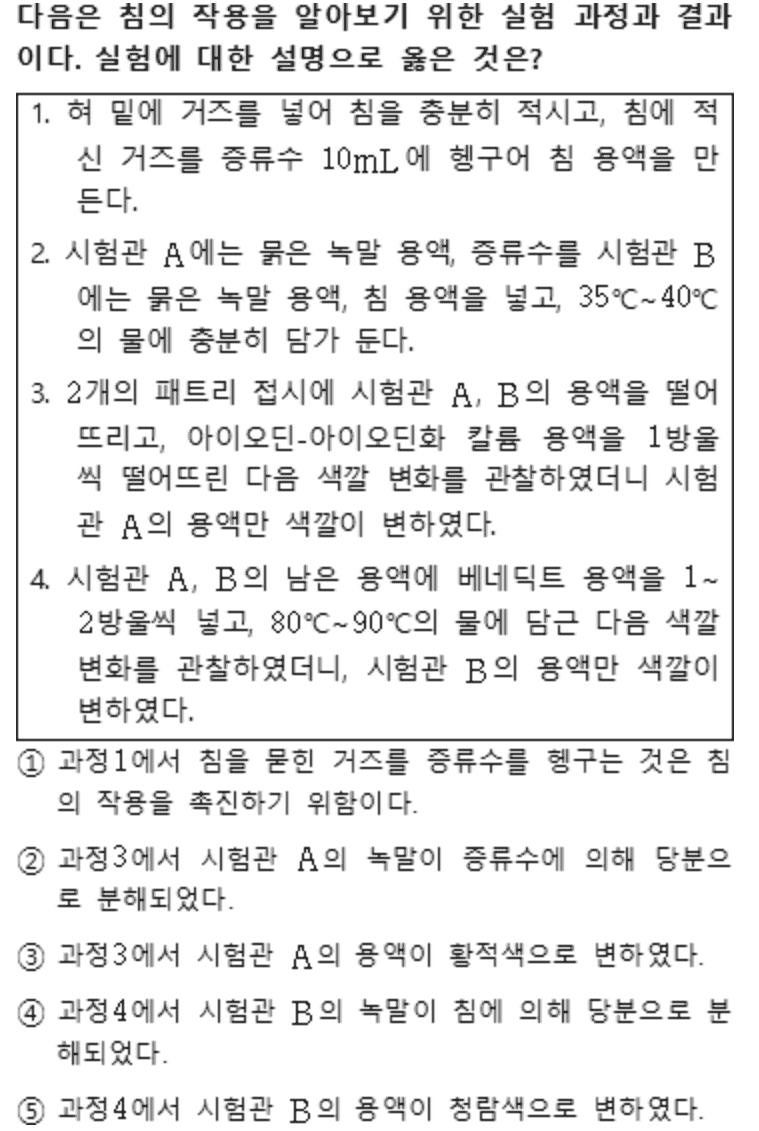 다음은 침의 작용을 알아보기 위한 실험 과정과 결과
이다. 실험에 대한 설명으로 옳은 것은?
1. 혀 밑에 거즈를 넣어 침을 충분히 적시고, 침에 적
신 거즈를 증류수 10mL에 헹구어 침 용액을 만
든다.
2. 시험관 A에는 묽은 녹말 용액, 증류수를 시험관 B
에는 묽은 녹말 용액, 침 용액을 넣고, 35℃~40℃
의 물에 충분히 담가 둔다.
3. 2개의 패트리 접시에 시험관 A, B의 용액을 떨어
뜨리고, 아이오딘-아이오딘화 칼륨 용액을 1방울
씩 떨어뜨린 다음 색깔 변화를 관찰하였더니 시험
관 A의 용액만 색깔이 변하였다.
4. 시험관 A, B의 남은 용액에 베네딕트 용액을 1~
2방울씩 넣고, 80℃~90℃의 물에 담근 다음 색깔
변화를 관찰하였더니, 시험관 B의 용액만 색깔이
변하였다.
① 과정1에서 침을 묻힌 거즈를 증류수를 헹구는 것은 침
의 작용을 촉진하기 위함이다.
② 과정3에서 시험관 A의 녹말이 증류수에 의해 당분으
로 분해되었다.
③ 과정3에서 시험관 A의 용액이 황적색으로 변하였다.
④ 과정4에서 시험관 B의 녹말이 침에 의해 당분으로 분
해되었다.
⑤ 과정4에서 시험관 B의 용액이 청람색으로 변하였다.